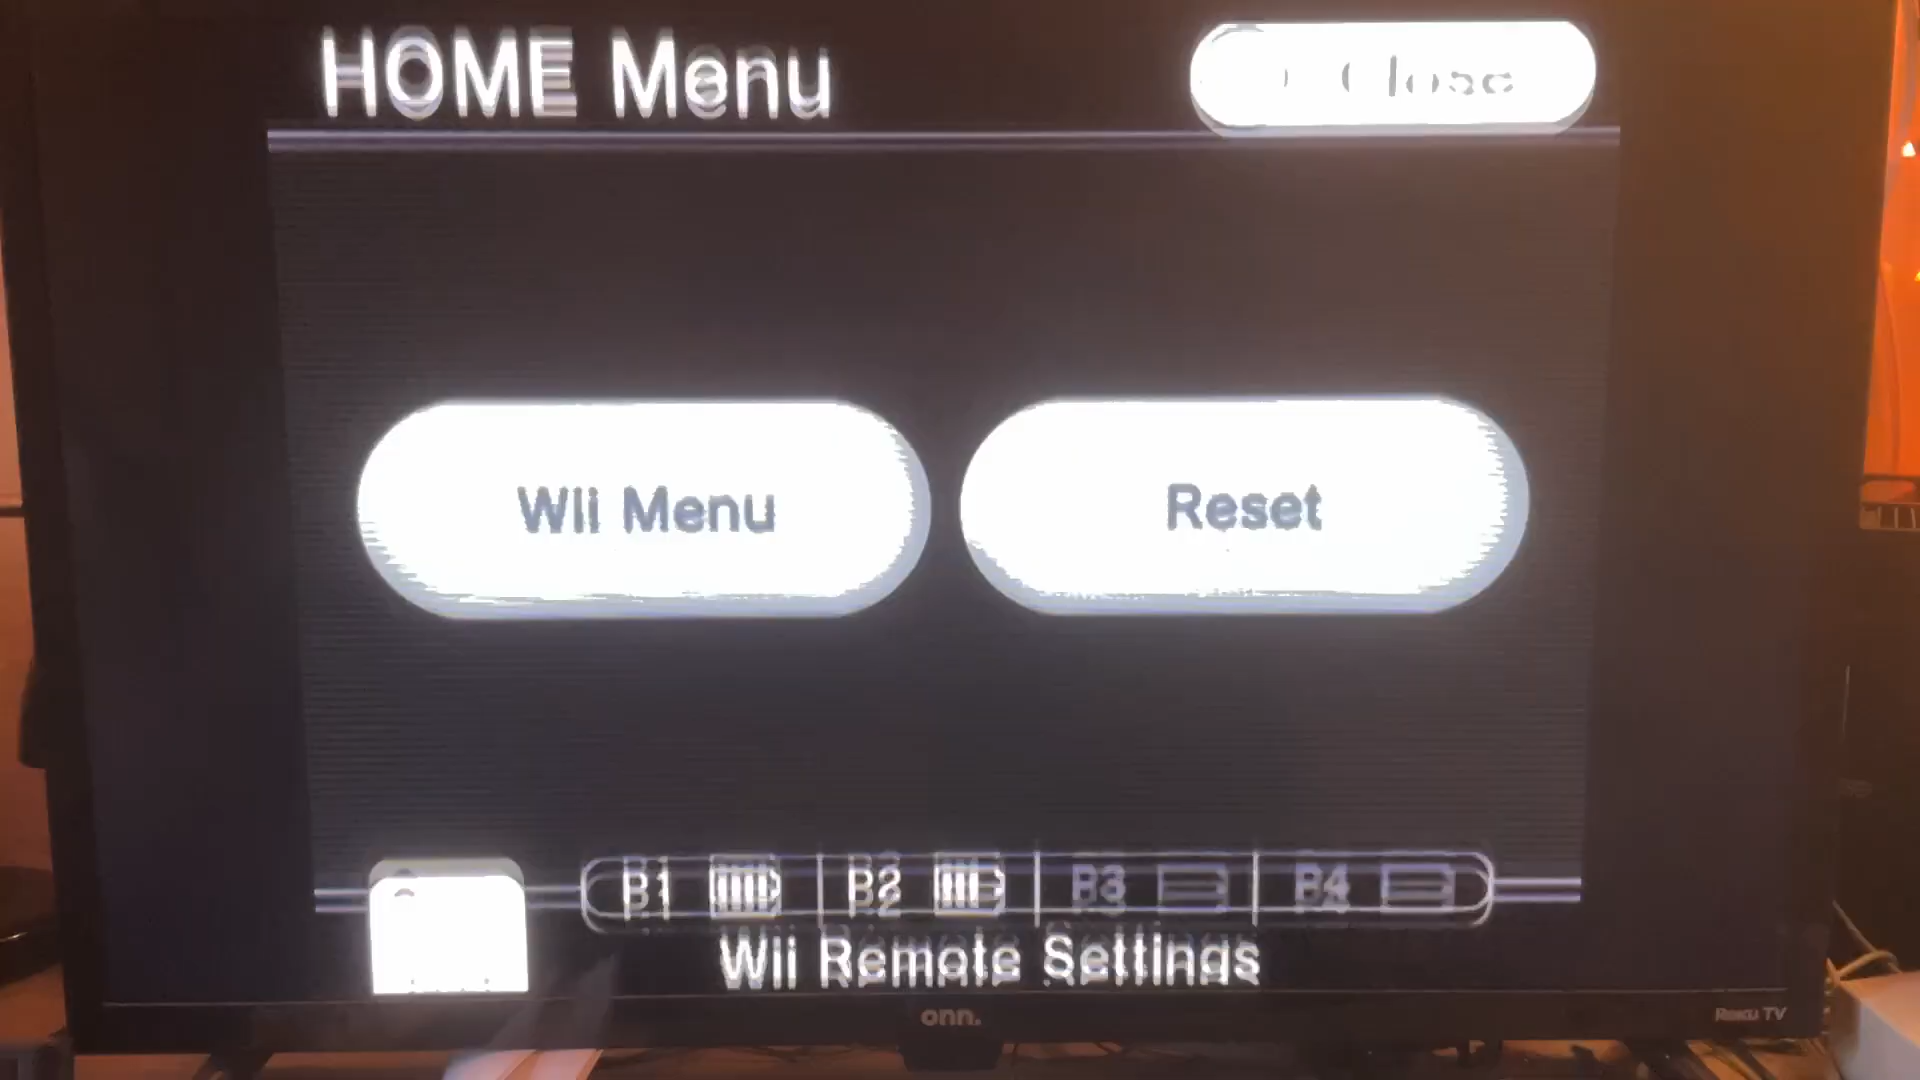 HOME Menu
Close
Wii Menu
Reset
P1 P2 P3 P4
Wii Remote Settings
onn.
Roku TV